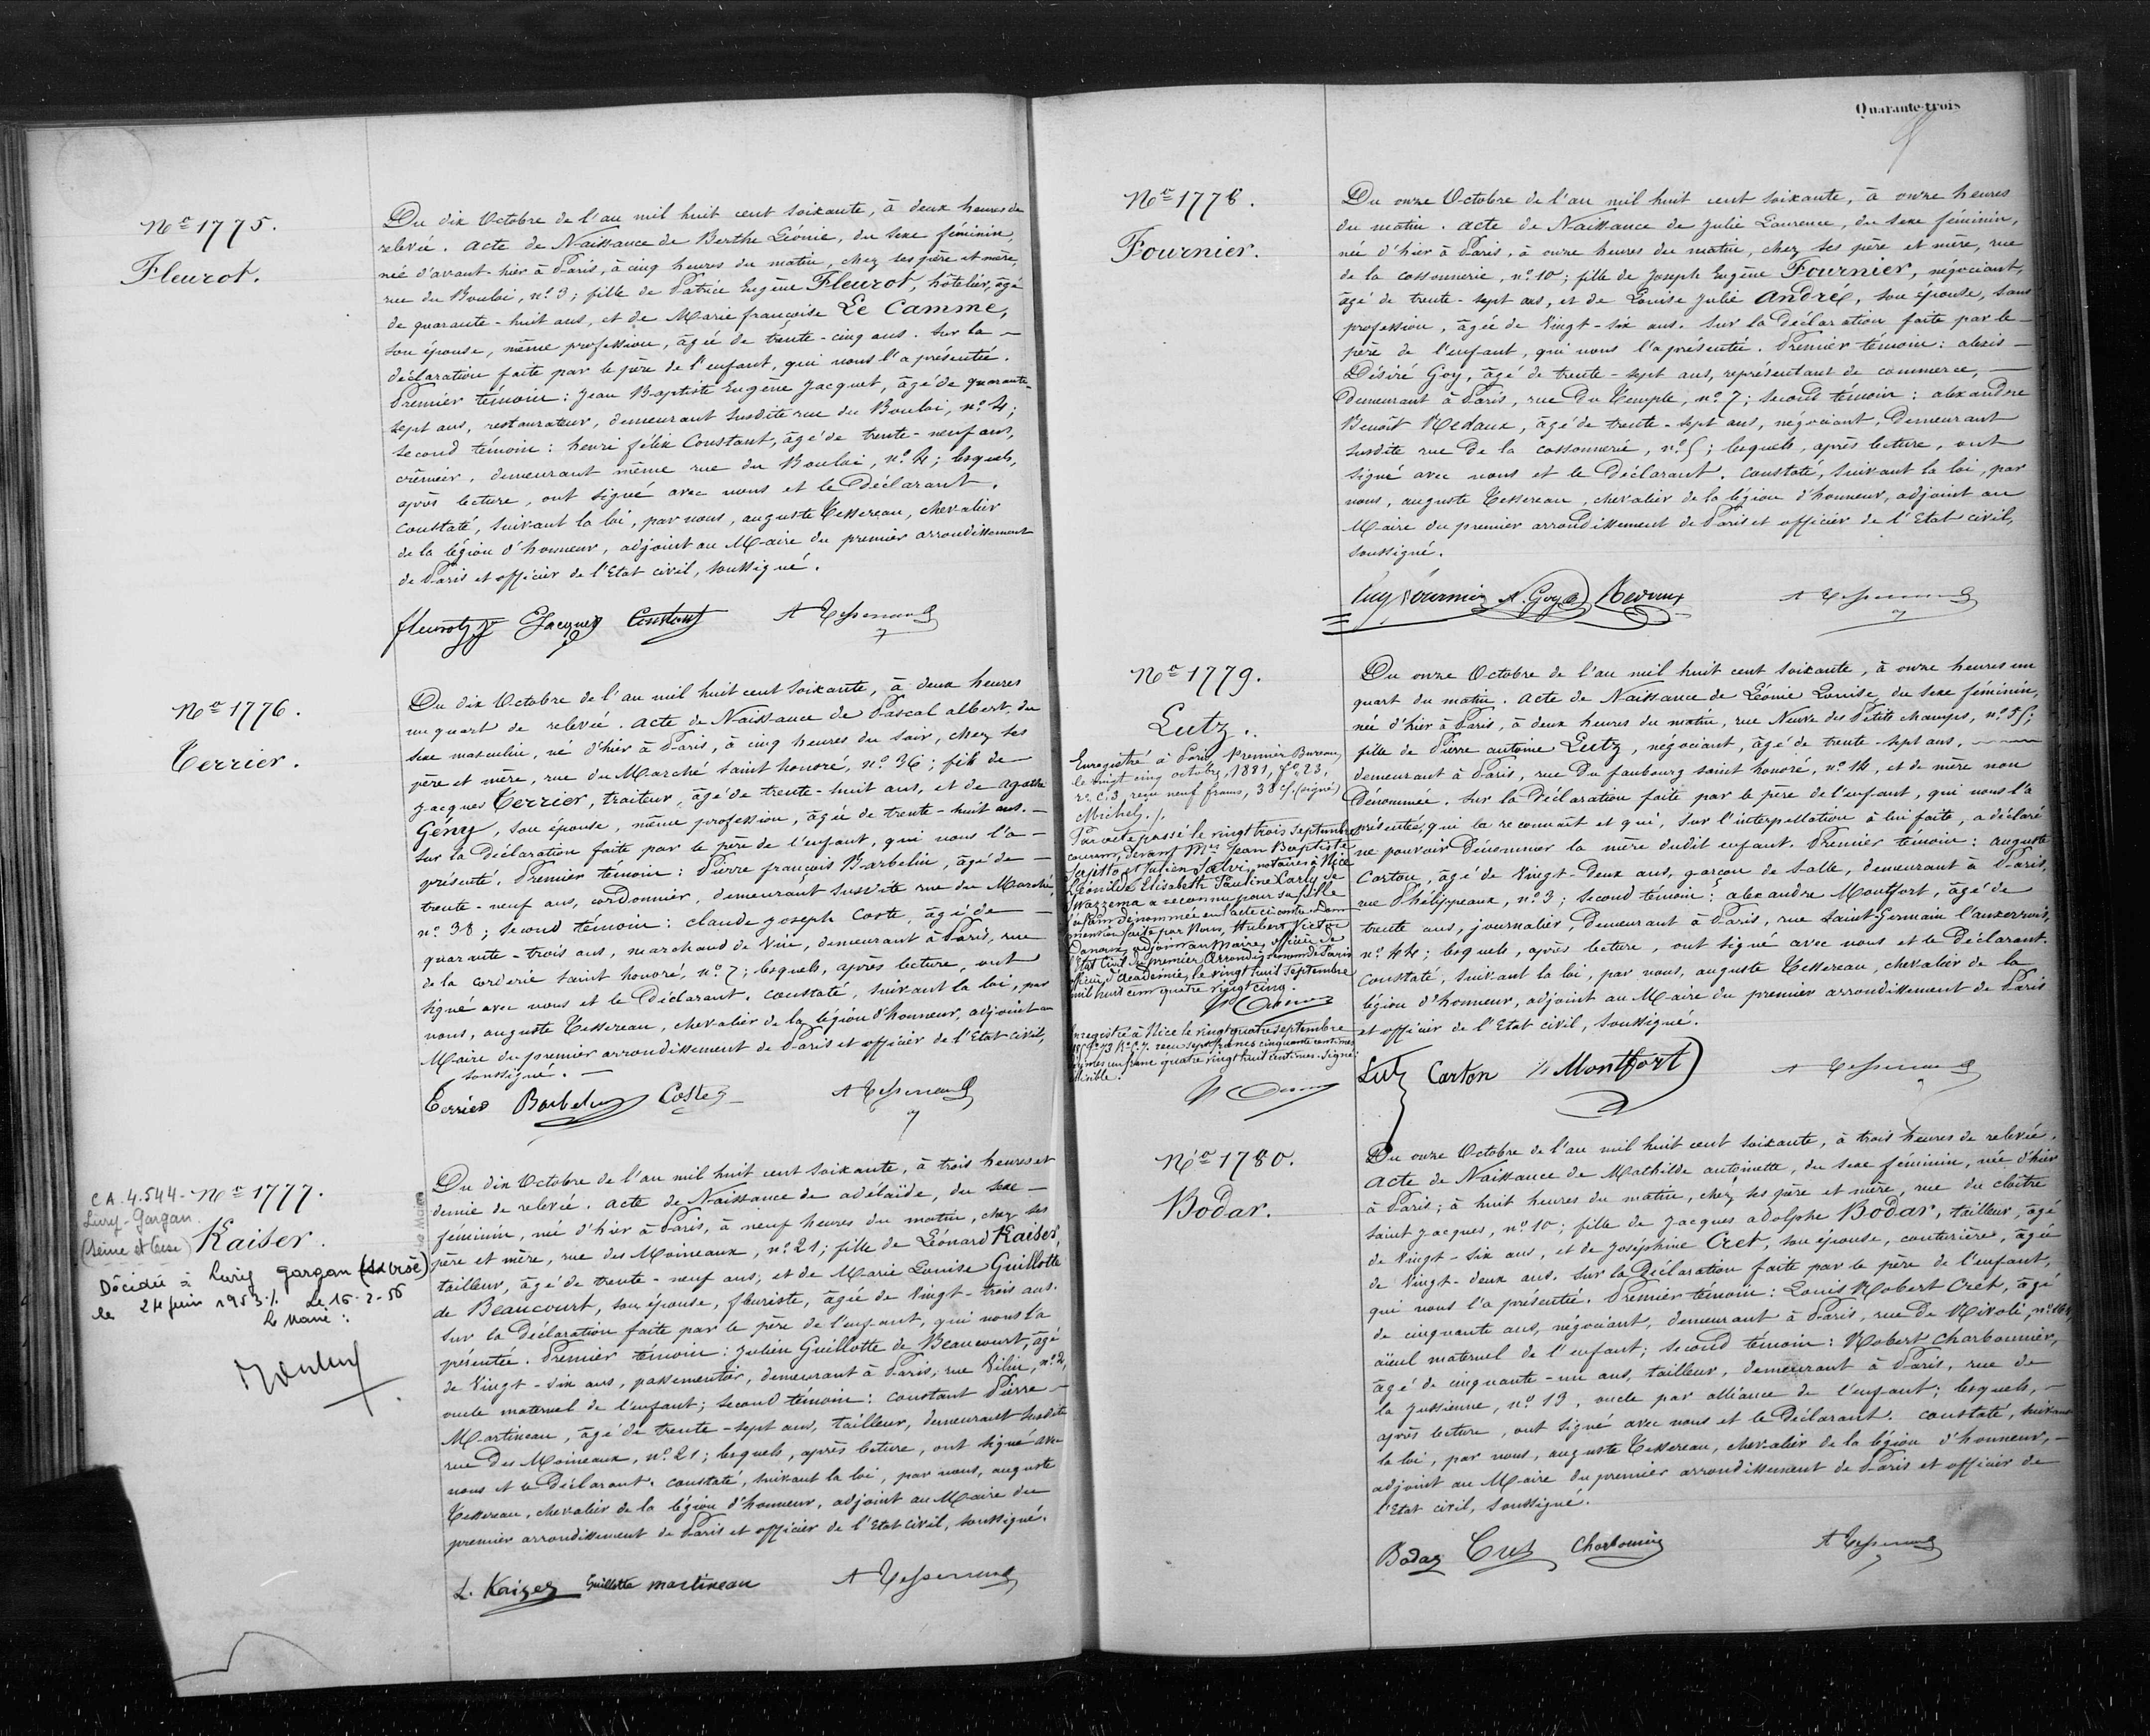 Nº 1775.
Fleurot.
Du dix Octobre de l'an mil huit cent soixante, à deux heures de
relevée. acte de Naissance de Berthe Léonie, du sexe féminin,
née d'avant-hier à Paris, à cinq heures du matin, chez ses père et mère,
rue du Bouloi, nº 3; fille de Patrice Eugène Fleurot, hôtelier, âgé
de quarante-huit ans, et de Marie françoise Le Camme,
son épouse, même profession, âgée de trente-cinq ans. Sur la
déclaration faite par le père de l'enfant, qui nous l'a présentée.
Premier témoin: Jean Baptiste Eugène Jacquet, âgé de quarante-
sept ans, restaurateur, demeurant susdite rue du Bouloi, nº 4;
second témoin: henri félix Constant, âgé de trente-neuf ans,
crémier, demeurant même rue du Bouloi, nº 4; lesquels,
après lecture, ont signé avec nous et le Déclarant.
Constaté, suivant la loi, par nous, auguste Tessereau, chevalier
de la légion d'honneur, adjoint au Maire du premier arrondissement
de Paris et officier de l'Etat civil, soussigné.
fleurot Jacquet Constant A Tessereau
Nº 1776.
Terrier.
Du dix Octobre de l'an mil huit cent soixante, à deux heures
un quart de relevée. acte de Naissance de Pascal albert, du
sexe masculin, né d'hier à Paris, à cinq heures du soir, chez ses
père et mère, rue du Marché saint honoré, nº 36; fils de
Jacques Terrier, traiteur, âgé de trente-huit ans, et de agathe
Gény, son épouse, même profession, âgée de trente-huit ans.
Sur la Déclaration faite par le père de l'enfant, qui nous l'a
présenté. Premier témoin: Pierre françois Barbelin, âgé de
trente-neuf ans, cordonnier, demeurant susdite rue du Marché,
nº 38; second témoin: claude Joseph Coste, âgé de
quarante-trois ans, marchand de vin, demeurant à Paris, rue
de la corderie saint honoré, nº 7; lesquels, après lecture, ont
signé avec nous et le Déclarant. constaté, suivant la loi, par
nous, auguste Tessereau, chevalier de la légion d'honneur, adjoint au
Maire du premier arrondissement de Paris et officier de l'Etat civil,
soussigné.
Terrier Barbelin Coste A Tessereau
C.A. 4.544 - Nº 1777.
Livry-Gargan
(Seine et Oise) Kaiser.
Décédée à Livry Gargan (
le 24 juin 1953 ./. Le 16-2-56
Le Maire:
Du dix Octobre de l'an mil huit cent soixante, à trois heures et
demie de relevée. acte de Naissance de adélaïde, du sexe
féminin, née d'hier à Paris, à neuf heures du matin, chez ses
père et mère, rue des Moineaux, nº 21; fille de Léonard Kaiser,
tailleur, âgé de trente-neuf ans, et de Marie Louise Guillotte
de Beaucourt, son épouse, fleuriste, âgée de vingt-trois ans.
Sur la Déclaration faite par le père de l'enfant, qui nous l'a
présentée. Premier témoin: Julien Guillotte de Beaucourt, âgé
de vingt-six ans, passementier, demeurant à Paris, rue Vilin, nº 2,
oncle maternel de l'enfant; second témoin: constant Pierre
Martineau, âgé de trente-sept ans, tailleur, demeurant susdite
rue des Moineaux, nº 21; lesquels, après lecture, ont signé avec
nous et le Déclarant. constaté, suivant la loi, par nous, auguste
Tessereau, chevalier de la légion d'honneur, adjoint au Maire du
premier arrondissement de Paris et officier de l'Etat civil, soussigné.
L. Kaiser Guillotte martineau A Tessereau
Quarante-trois
Nº 1778.
Fournier.
Du onze Octobre de l'an mil huit cent soixante, à onze heures
du matin. acte de Naissance de Julie Laurence, du sexe féminin,
née d'hier à Paris, à onze heures du matin, chez ses père et mère, rue
de la cossonnerie, nº 10; fille de Joseph Eugène Fournier, négociant,
âgé de trente-sept ans, et de Louise Julie André, son épouse, sans
profession, âgée de vingt-six ans. Sur la Déclaration faite par le
père de l'enfant, qui nous l'a présentée. Premier témoin: alexis
Désiré Goy, âgé de trente-sept ans, représentant de commerce,
demeurant à Paris, rue du Temple, nº 7; second témoin: alexandre
Benoît Redaux, âgé de trente-sept ans, négociant, demeurant
susdite rue de la cossonnerie, nº 5; lesquels, après lecture, ont
signé avec nous et le Déclarant. constaté, suivant la loi, par
nous, auguste Tessereau, chevalier de la légion d'honneur, adjoint au
Maire du premier arrondissement de Paris et officier de l'Etat civil,
soussigné.
Eug Fournier A. Goy Redaux A Tessereau
Nº 1779.
Lutz.
Enregistré à Paris, Premier Bureau,
le vingt cinq octobre, 1881, fº 23,
rº C. 3, reçu neuf francs, 38 c/. (signé)
Michel ./.
Par acte passé le vingt trois septembre
courant, devant Mes Jean Baptiste
Sajetto et Julien Salvi, notaires à Nice
Léonilde Elisabeth Pauline Carly de
Swazzema a reconnu pour sa fille
l'enfant dénommée en l'acte ci contre. Dont
mention faite par Nous, Hubert Victor
adjoint au Maire, officier de
l'Etat Civil du premier Arrondissement de Paris
officier d'Académie, le vingt huit septembre
mil huit cent quatre vingt cinq.
Enregistré à Nice le vingt quatre septembre
1885 fº 73 Rº C. 7. reçu sept francs cinquante centimes
décimes un franc quatre vingt huit centimes. Signé:
illisible.
Du onze Octobre de l'an mil huit cent soixante, à onze heures un
quart du matin. acte de Naissance de Léonie Louise, du sexe féminin,
née d'hier à Paris, à deux heures du matin, rue Neuve des Petits champs, nº 35;
fille de Pierre antoine Lutz, négociant, âgé de trente-sept ans,
demeurant à Paris, rue du faubourg saint honoré, nº 14, et de mère non
Dénommée. Sur la Déclaration faite par le père de l'enfant, qui nous l'a
présentée, qui la reconnaît et qui, sur l'interpellation à lui faite, a déclaré
ne pouvoir dénommer la mère dudit enfant. Premier témoin: auguste
Carton, âgé de vingt-deux ans, garçon de salle, demeurant à Paris,
rue Phélippeaux, nº 3; second témoin: alexandre Montfort, âgé de
trente ans, journalier, demeurant à Paris, rue Saint-Germain l'auxerrois,
nº 44; lesquels, après lecture, ont signé avec nous et le Déclarant.
Constaté, suivant la loi, par nous, auguste Tessereau, chevalier de la
légion d'honneur, adjoint au Maire du premier arrondissement de Paris
et officier de l'Etat civil, soussigné.
Lutz Carton Montfort A Tessereau
Nº 1780.
Bodar.
Du onze Octobre de l'an mil huit cent soixante, à trois heures de relevée.
Acte de Naissance de Mathilde antoinette, du sexe féminin, née d'hier
à Paris, à huit heures du matin, chez ses père et mère, rue du cloître
saint Jacques, nº 10; fille de Jacques adolphe Bodar, tailleur, âgé
de vingt-six ans, et de Joséphine Cret, son épouse, couturière, âgée
de vingt-deux ans. Sur la Déclaration faite par le père de l'enfant,
qui nous l'a présentée. Premier témoin: Louis Robert Cret, âgé
de cinquante ans, négociant, demeurant à Paris, rue de Rivoli, nº 164,
aïeul maternel de l'enfant; second témoin: Robert charbonnier,
âgé de cinquante-un ans, tailleur, demeurant à Paris, rue de
la jussienne, nº 13, oncle par alliance de l'enfant; lesquels,
après lecture, ont signé avec nous et le Déclarant. constaté, suivant
la loi, par nous, auguste Tessereau, chevalier de la légion d'honneur,
adjoint au Maire du premier arrondissement de Paris et officier de
l'Etat civil, soussigné.
Bodar Cret Charbonnier A Tessereau